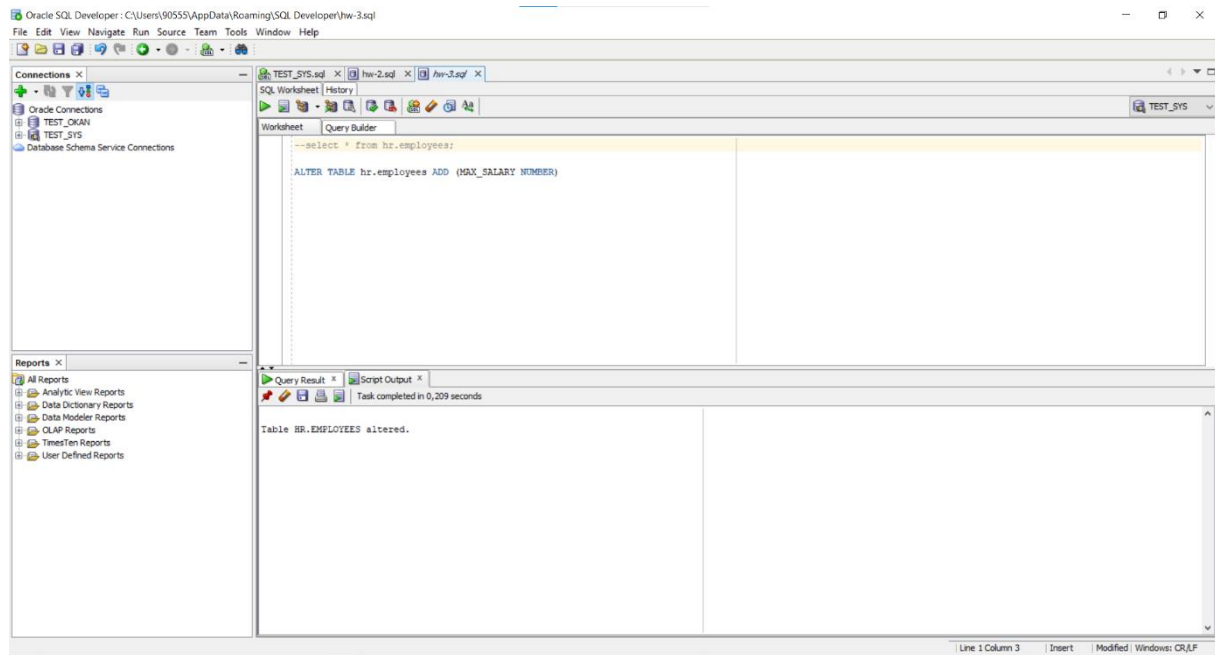 Oracle SQL Developer : C:\Users\90555\AppData\Roaming\SQL Developer\hw-3.sql
File Edit View Navigate Run Source Team Tools Window Help
Connections
Oracle Connections
TEST_OKAN
TEST_SYS
Database Schema Service Connections
TEST_SYS.sql hw-2.sql hw-3.sql
SQL Worksheet History
TEST_SYS
Worksheet Query Builder
--select * from hr.employees;
ALTER TABLE hr.employees ADD (MAX_SALARY NUMBER)
Reports
All Reports
Analytic View Reports
Data Dictionary Reports
Data Modeler Reports
OLAP Reports
TimesTen Reports
User Defined Reports
Query Result Script Output
Task completed in 0,209 seconds
Table HR.EMPLOYEES altered.
Line 1 Column 3 Insert Modified Windows: CR/LF